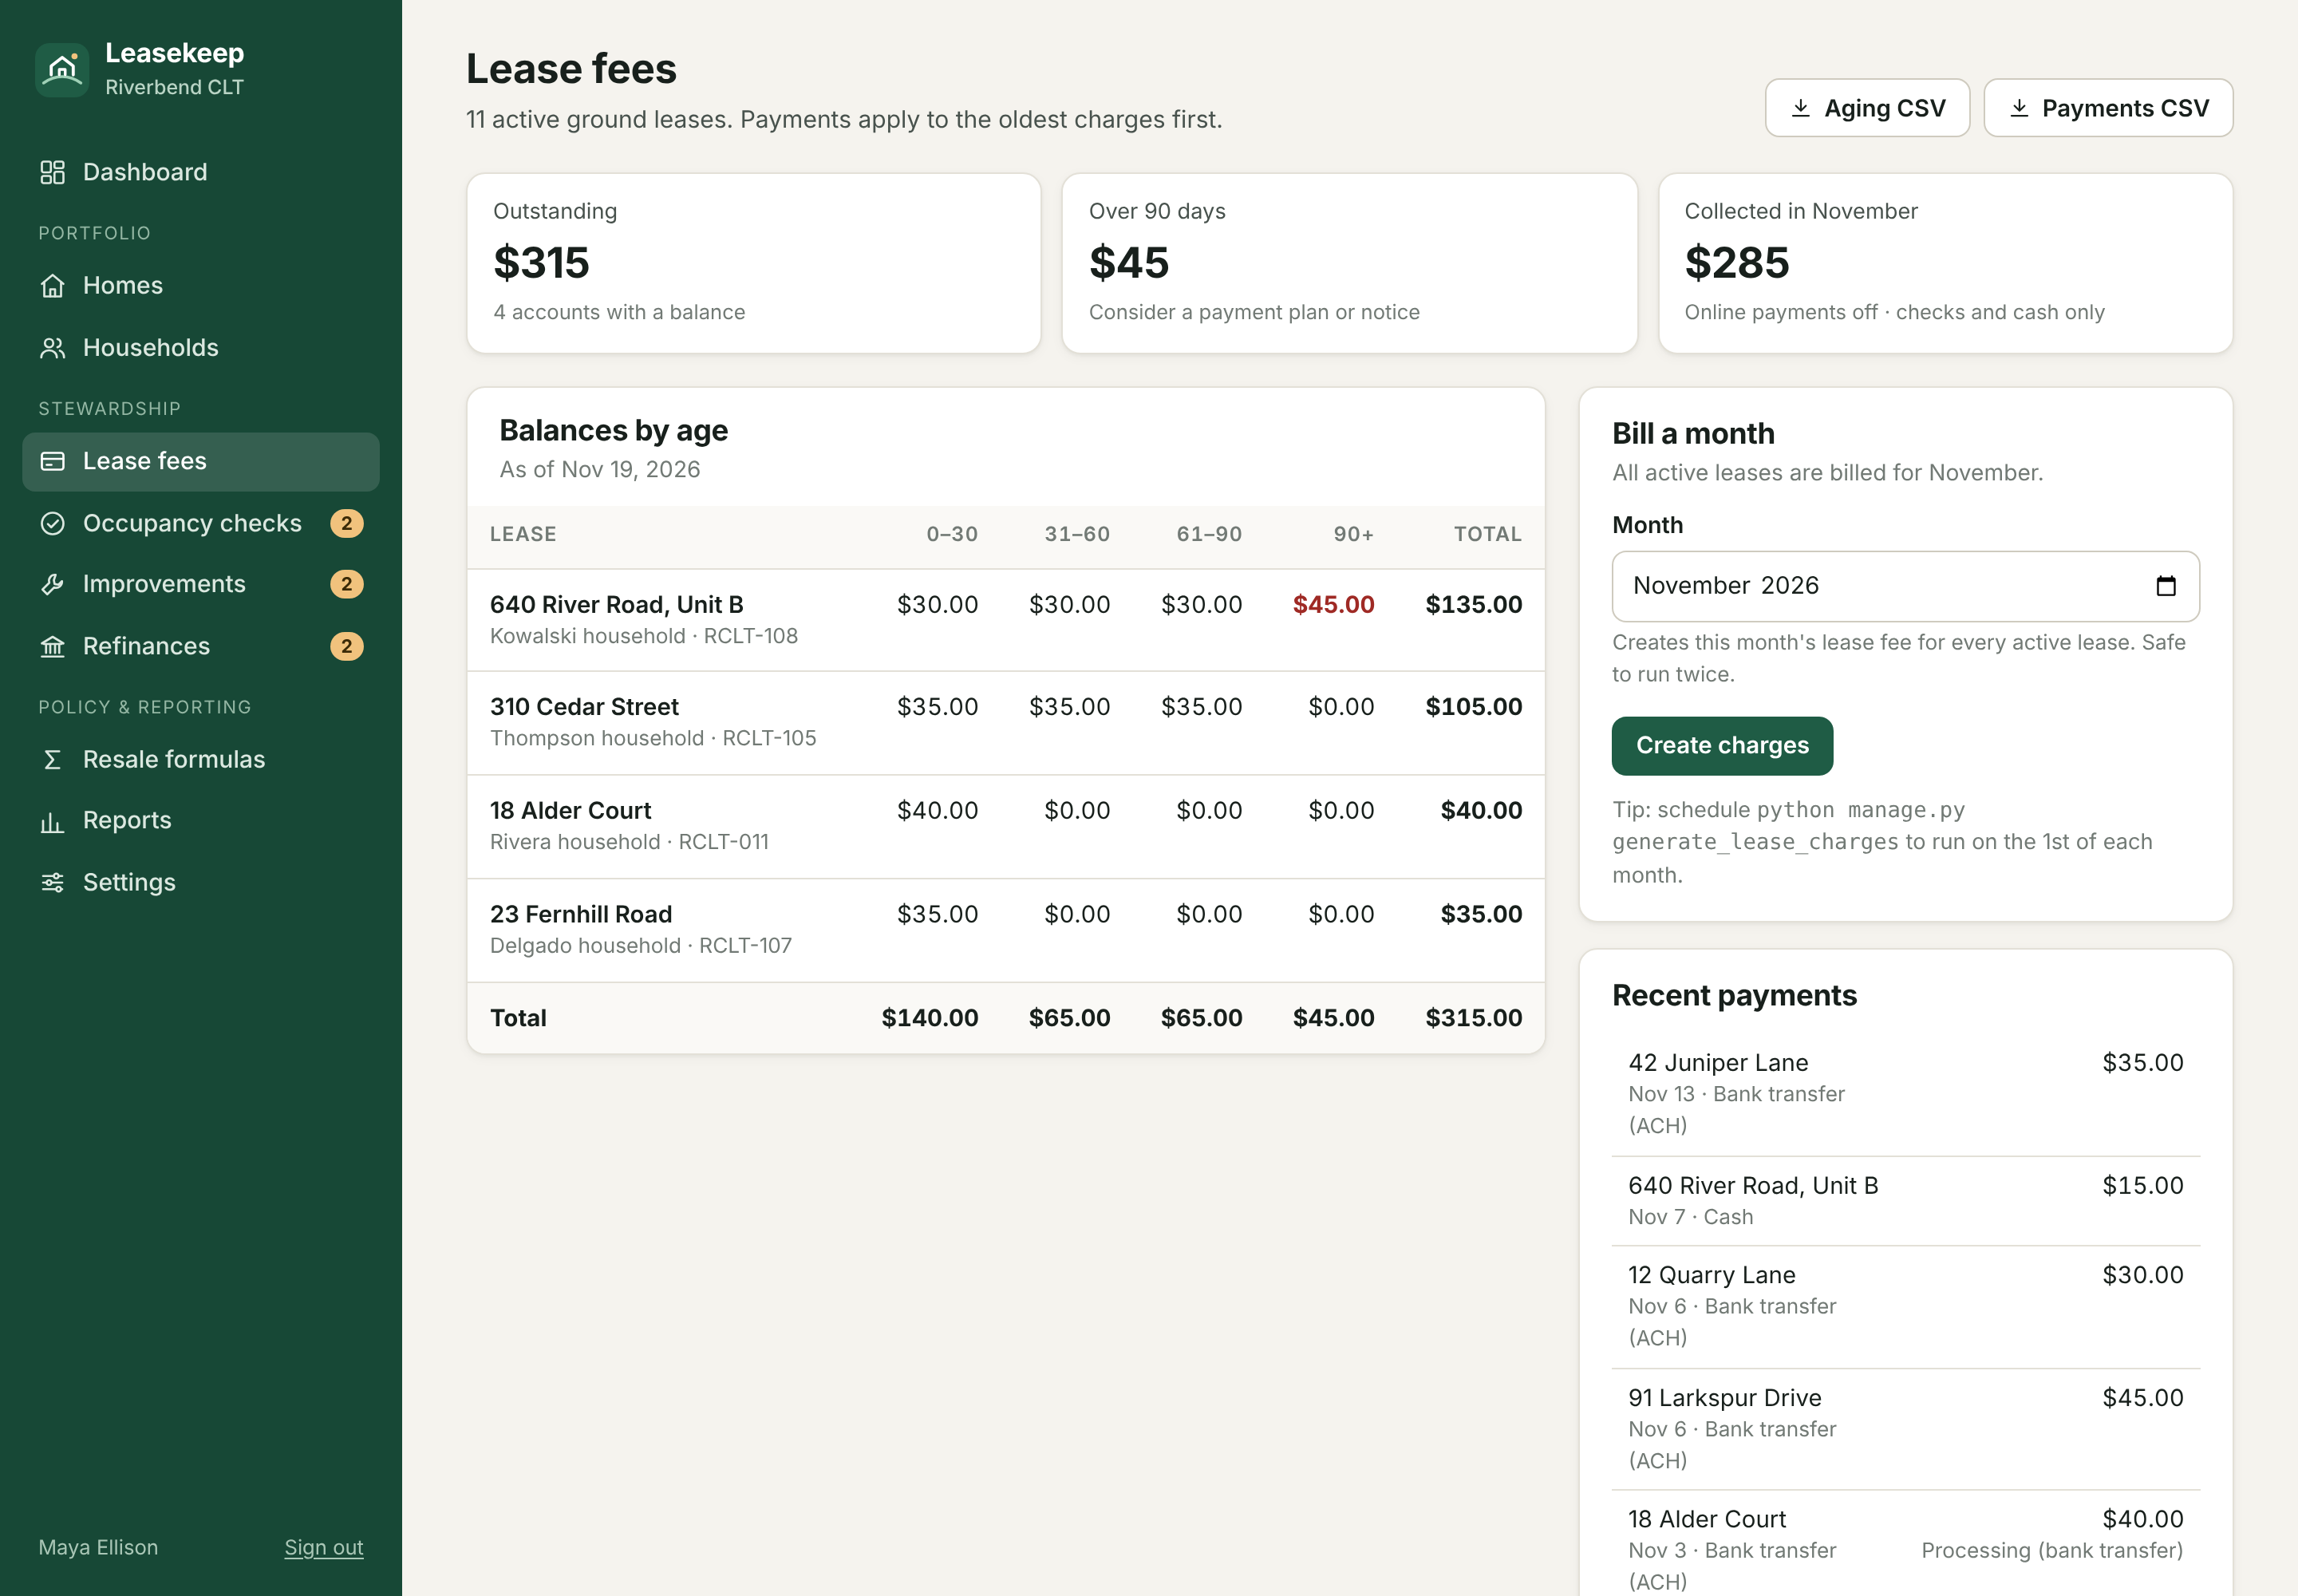 Leasekeep
Riverbend CLT
Dashboard
PORTFOLIO
Homes
Households
STEWARDSHIP
Lease fees
Occupancy checks 2
Improvements 2
Refinances 2
POLICY & REPORTING
Resale formulas
Reports
Settings
Maya Ellison Sign out
Lease fees
11 active ground leases. Payments apply to the oldest charges first.
Aging CSV
Payments CSV
Outstanding
$315
4 accounts with a balance
Over 90 days
$45
Consider a payment plan or notice
Collected in November
$285
Online payments off · checks and cash only
Balances by age
As of Nov 19, 2026
LEASE 0–30 31–60 61–90 90+ TOTAL
640 River Road, Unit B $30.00 $30.00 $30.00 $45.00 $135.00
Kowalski household · RCLT-108
310 Cedar Street $35.00 $35.00 $35.00 $0.00 $105.00
Thompson household · RCLT-105
18 Alder Court $40.00 $0.00 $0.00 $0.00 $40.00
Rivera household · RCLT-011
23 Fernhill Road $35.00 $0.00 $0.00 $0.00 $35.00
Delgado household · RCLT-107
Total $140.00 $65.00 $65.00 $45.00 $315.00
Bill a month
All active leases are billed for November.
Month
November 2026
Creates this month's lease fee for every active lease. Safe
to run twice.
Create charges
Tip: schedule python manage.py
generate_lease_charges to run on the 1st of each
month.
Recent payments
42 Juniper Lane $35.00
Nov 13 · Bank transfer
(ACH)
640 River Road, Unit B $15.00
Nov 7 · Cash
12 Quarry Lane $30.00
Nov 6 · Bank transfer
(ACH)
91 Larkspur Drive $45.00
Nov 6 · Bank transfer
(ACH)
18 Alder Court $40.00
Nov 3 · Bank transfer Processing (bank transfer)
(ACH)